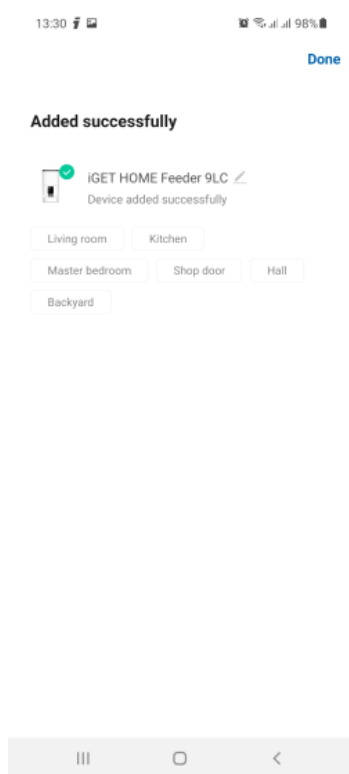 13:30 98%
Done
Added successfully
iGET HOME Feeder 9LC
Device added successfully
Living room Kitchen
Master bedroom Shop door Hall
Backyard